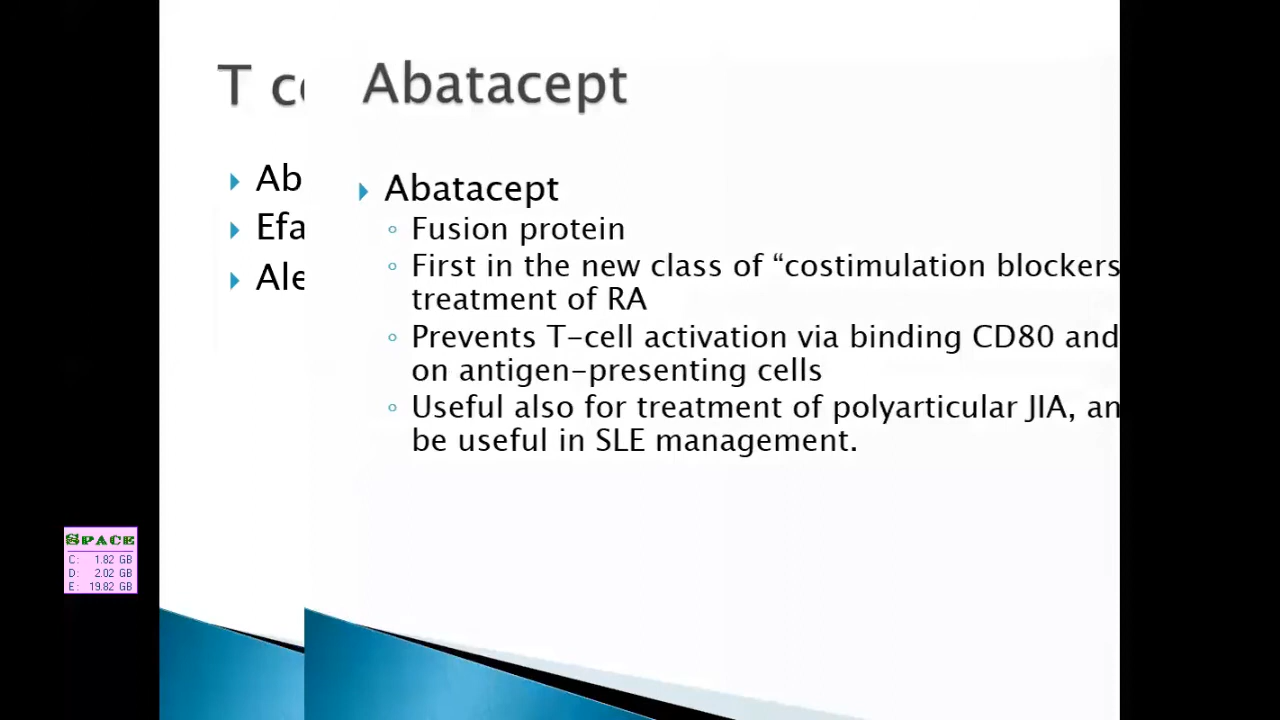 T
Abatacept
Ab
Efa
Ale
Abatacept
Fusion protein
First in the new class of “costimulation blockers
treatment of RA
Prevents T-cell activation via binding CD80 and
on antigen-presenting cells
Useful also for treatment of polyarticular JIA, an
be useful in SLE management.
SPACE
C: 1.82 GB
D: 2.02 GB
E: 19.82 GB